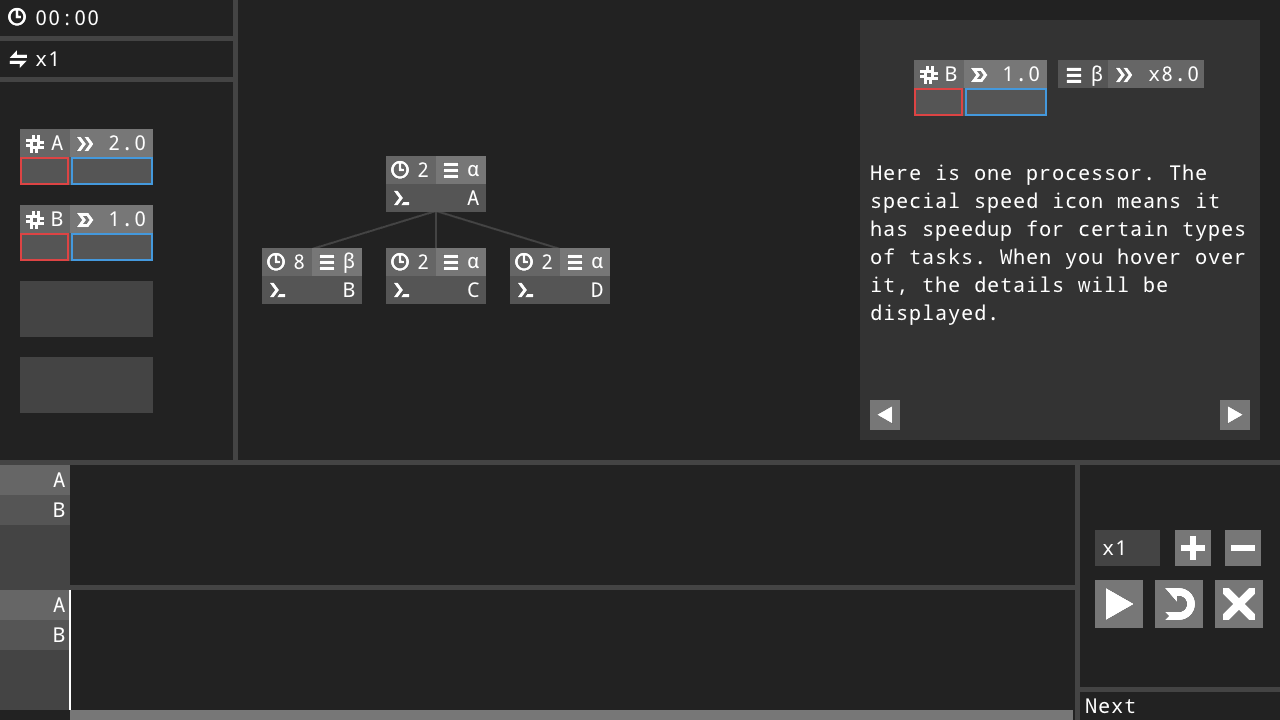 00:00
x1
A 2.0
B 1.0
2 α
A
8 β
B
2 α
C
2 α
D
B 1.0 β x8.0
Here is one processor. The
special speed icon means it
has speedup for certain types
of tasks. When you hover over
it, the details will be
displayed.
A
B
A
B
x1
Next